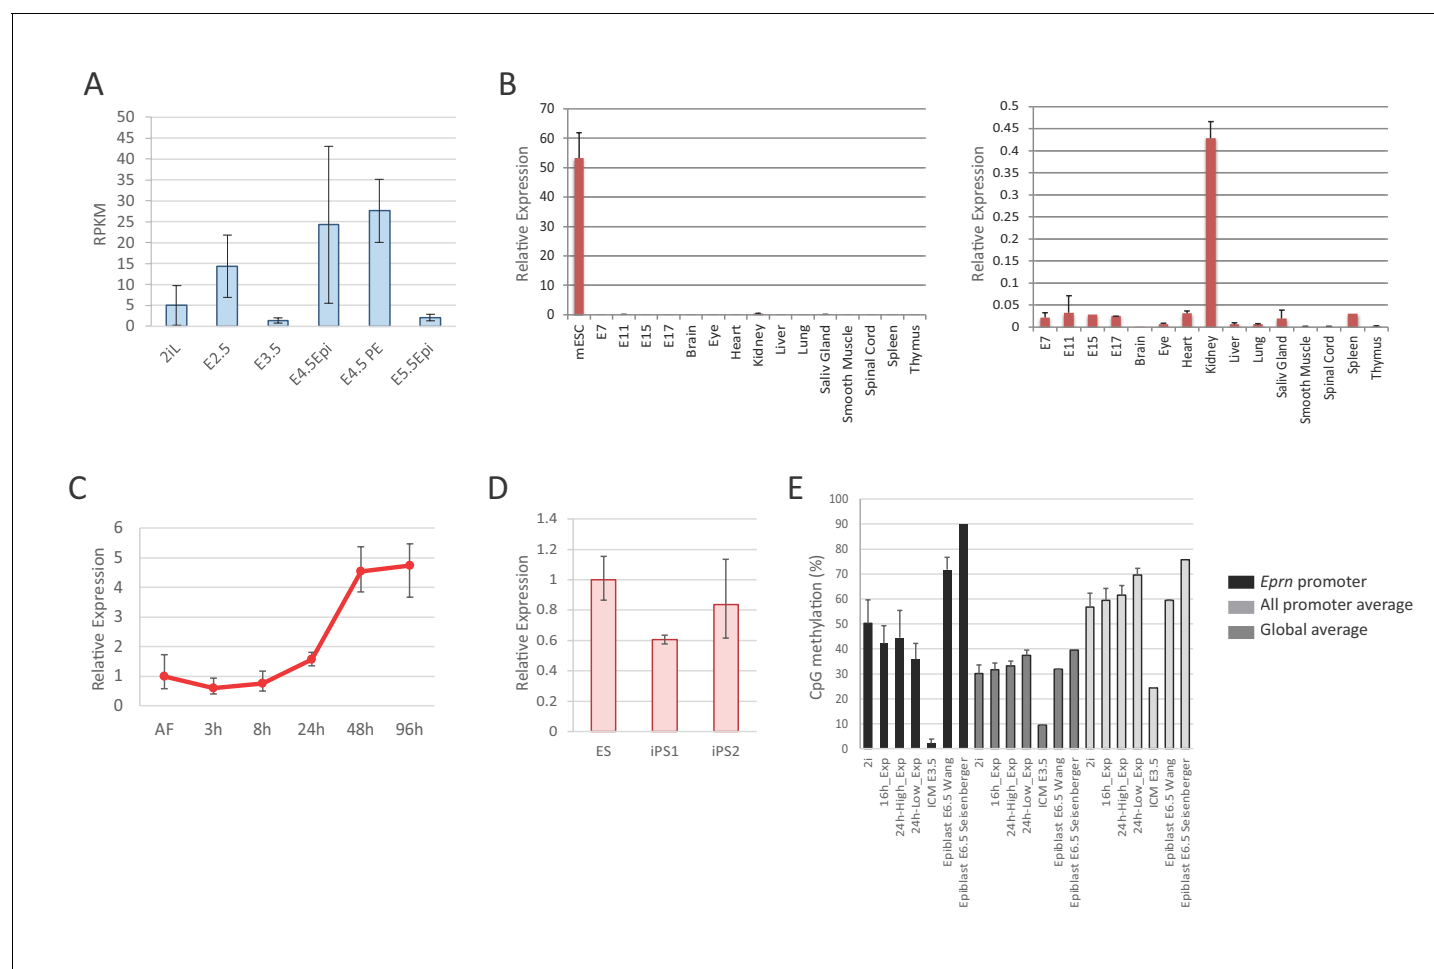 A
50
45
40
35
30
25
20
15
10
5
0
RPKM
2iL
E2.5
E3.5
E4.5Epi
E4.5 PE
E5.5Epi
B
70
60
50
40
30
20
10
0
Relative Expression
mESC
E7
E11
E15
E17
Brain
Eye
Heart
Kidney
Liver
Lung
Saliv Gland
Smooth Muscle
Spinal Cord
Spleen
Thymus
0.5
0.45
0.4
0.35
0.3
0.25
0.2
0.15
0.1
0.05
0
Relative Expression
E7
E11
E15
E17
Brain
Eye
Heart
Kidney
Liver
Lung
Saliv Gland
Smooth Muscle
Spinal Cord
Spleen
Thymus
C
6
5
4
3
2
1
0
Relative Expression
AF
3h
8h
24h
48h
96h
D
1.4
1.2
1
0.8
0.6
0.4
0.2
0
Relative Expression
ES
iPS1
iPS2
E
100
90
80
70
60
50
40
30
20
10
0
CpG methylation (%)
2i
16h_Exp
24h-High_Exp
24h-Low_Exp
ICM E3.5
Epiblast E6.5 Wang
Epiblast E6.5 Seisenberger
2i
16h_Exp
24h-High_Exp
24h-Low_Exp
ICM E3.5
Epiblast E6.5 Wang
Epiblast E6.5 Seisenberger
2i
16h_Exp
24h-High_Exp
24h-Low_Exp
ICM E3.5
Epiblast E6.5 Wang
Epiblast E6.5 Seisenberger
Eprn promoter
All promoter average
Global average